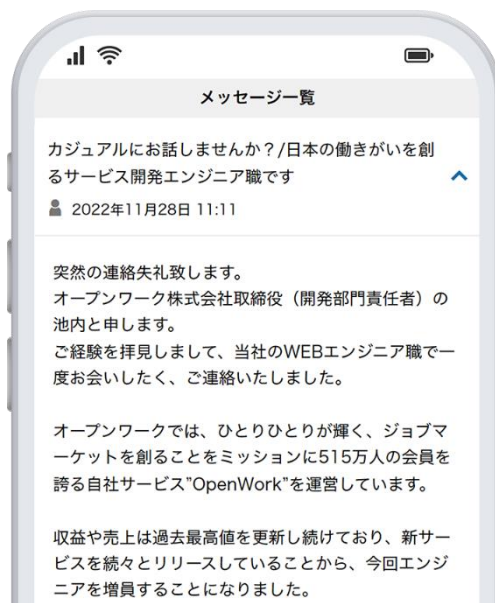 メッセージ一覧
カジュアルにお話しませんか？/日本の働きがいを創
るサービス開発エンジニア職です
2022年11月28日 11:11
突然の連絡失礼致します。
オープンワーク株式会社取締役（開発部門責任者）の
池内と申します。
ご経験を拝見しまして、当社のWEBエンジニア職で一
度お会いしたく、ご連絡いたしました。
オープンワークでは、ひとりひとりが輝く、ジョブマ
ーケットを創ることをミッションに515万人の会員を
誇る自社サービス”OpenWork”を運営しています。
収益や売上は過去最高値を更新し続けており、新サー
ビスを続々とリリースしていることから、今回エンジ
ニアを増員することになりました。